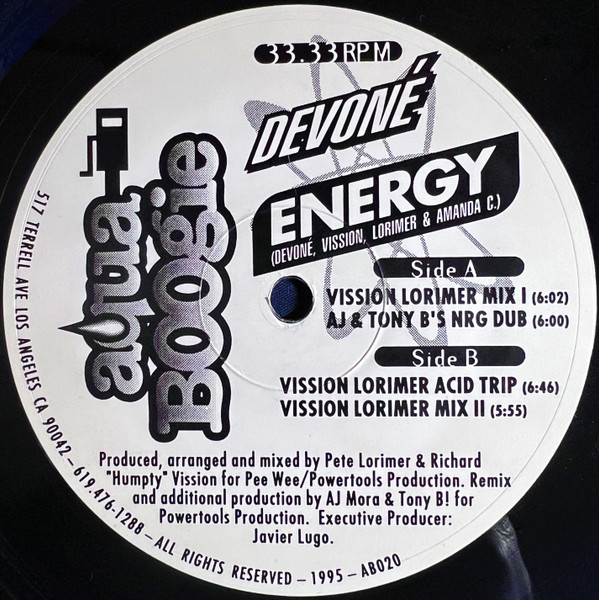 33.33 RPM
DEVONÉ
ENERGY
(DEVONÉ, VISSION, LORIMER & AMANDA C.)
aqua
BOOgie
Side A
VISSION LORIMER MIX I (6:02)
AJ & TONY B'S NRG DUB (6:00)
Side B
VISSION LORIMER ACID TRIP (6:46)
VISSION LORIMER MIX II (5:55)
Produced, arranged and mixed by Pete Lorimer & Richard
"Humpty" Vission for Pee Wee/Powertools Production. Remix
and additional production by AJ Mora & Tony B! for
Powertools Production. Executive Producer:
Javier Lugo.
517 TERRELL AVE LOS ANGELES CA 90042 – 619.476-1288 – ALL RIGHTS RESERVED – 1995 – AB020